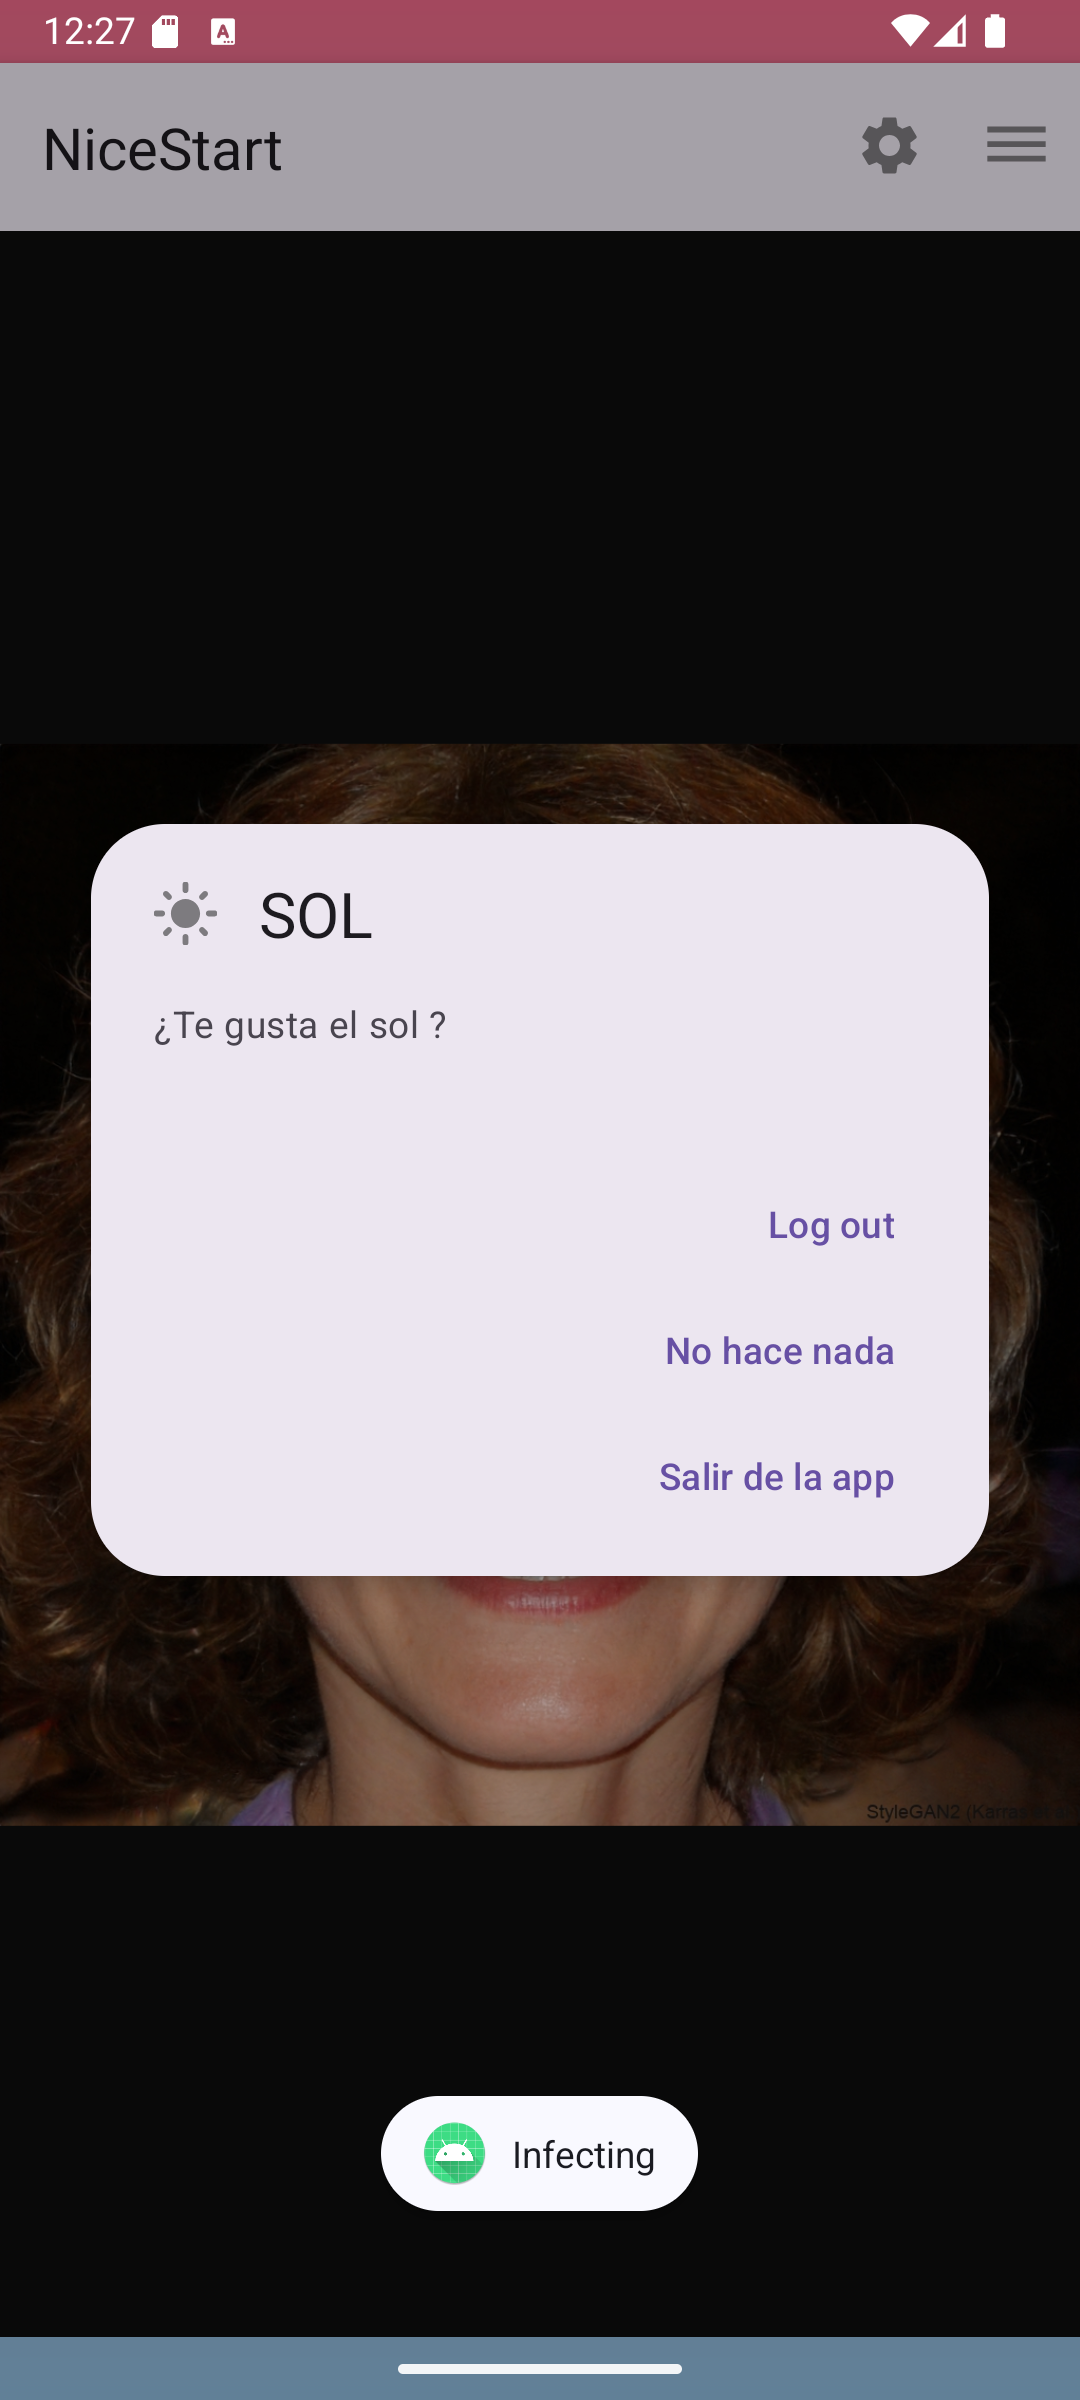 12:27
NiceStart
SOL
¿Te gusta el sol ?
Log out
No hace nada
Salir de la app
StyleGAN2 (Karras
Infecting